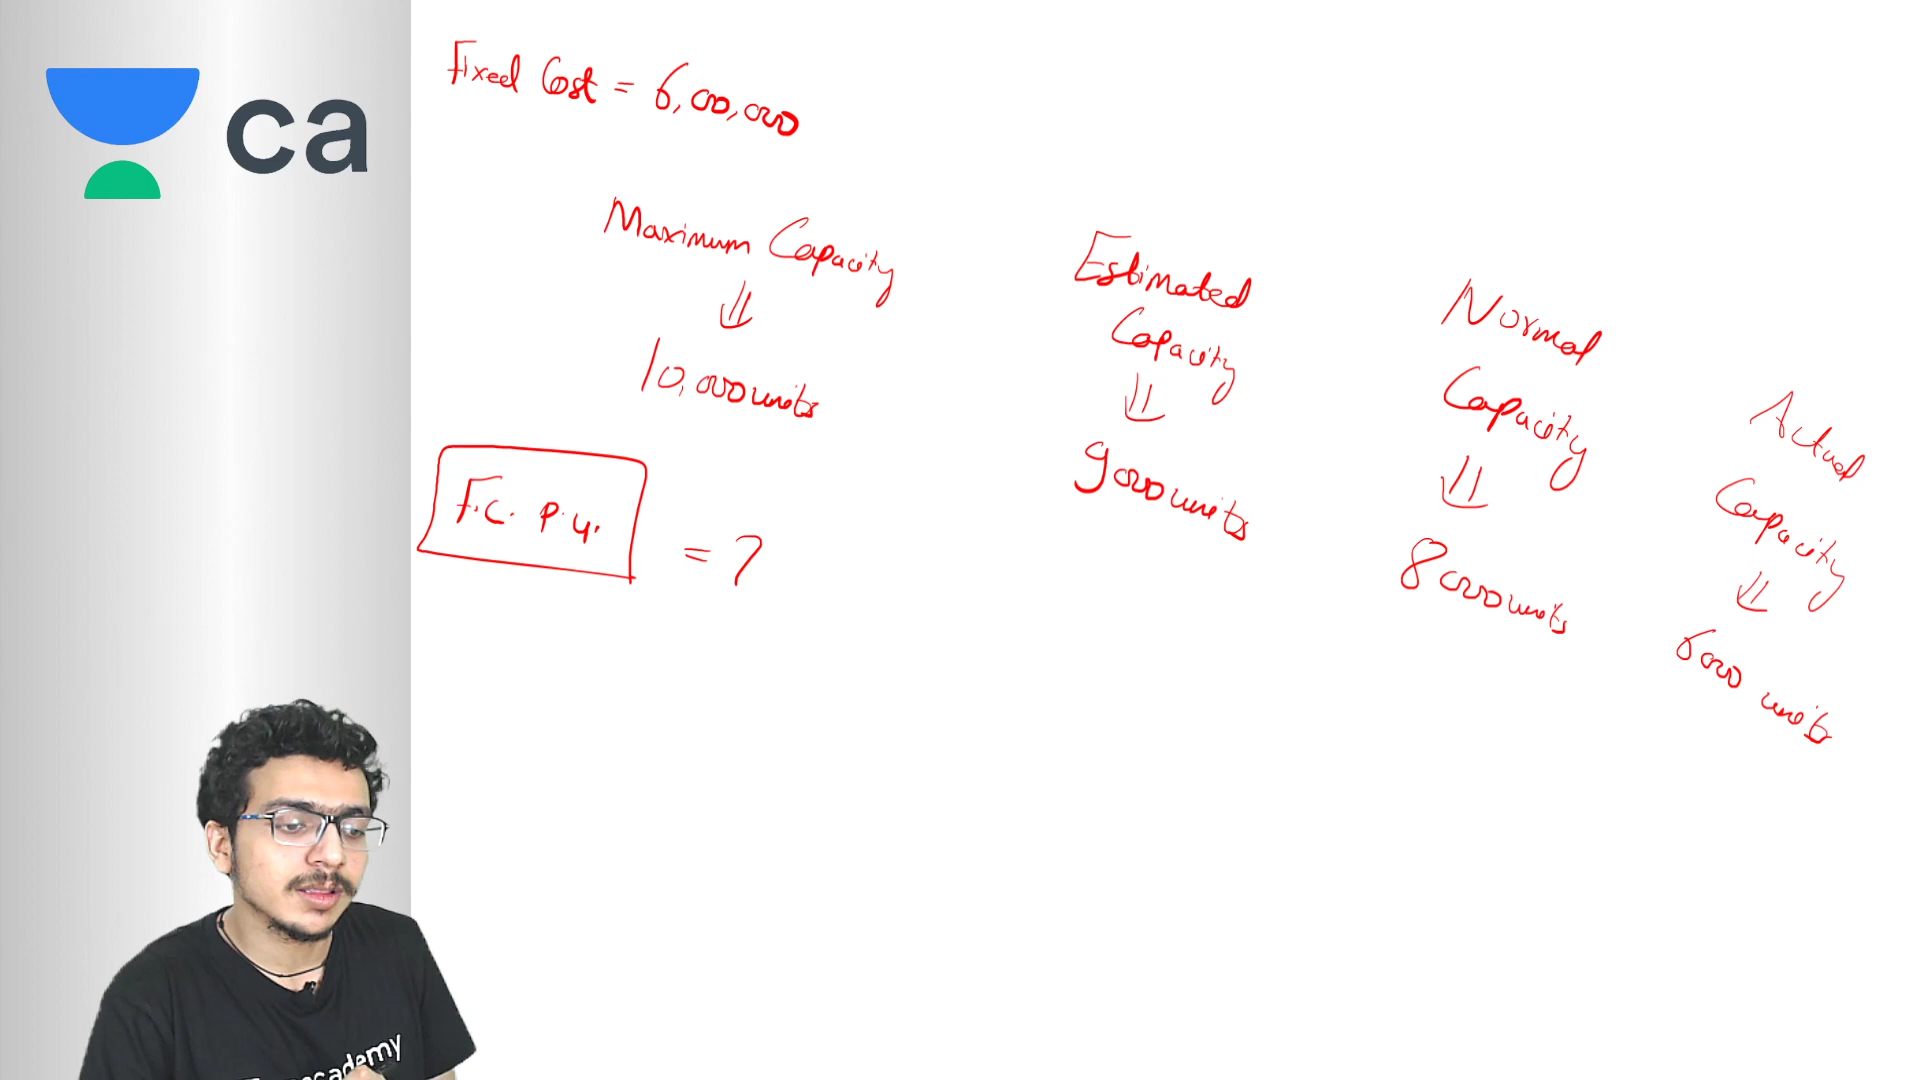 ca
Fixed Cost = 6,00,000
Maximum Capacity
10,000 units
Estimated
Capacity
9000 units
Normal
Capacity
8000 units
Actual
Capacity
6000 units
F.C. P.U.
= ?
cademy